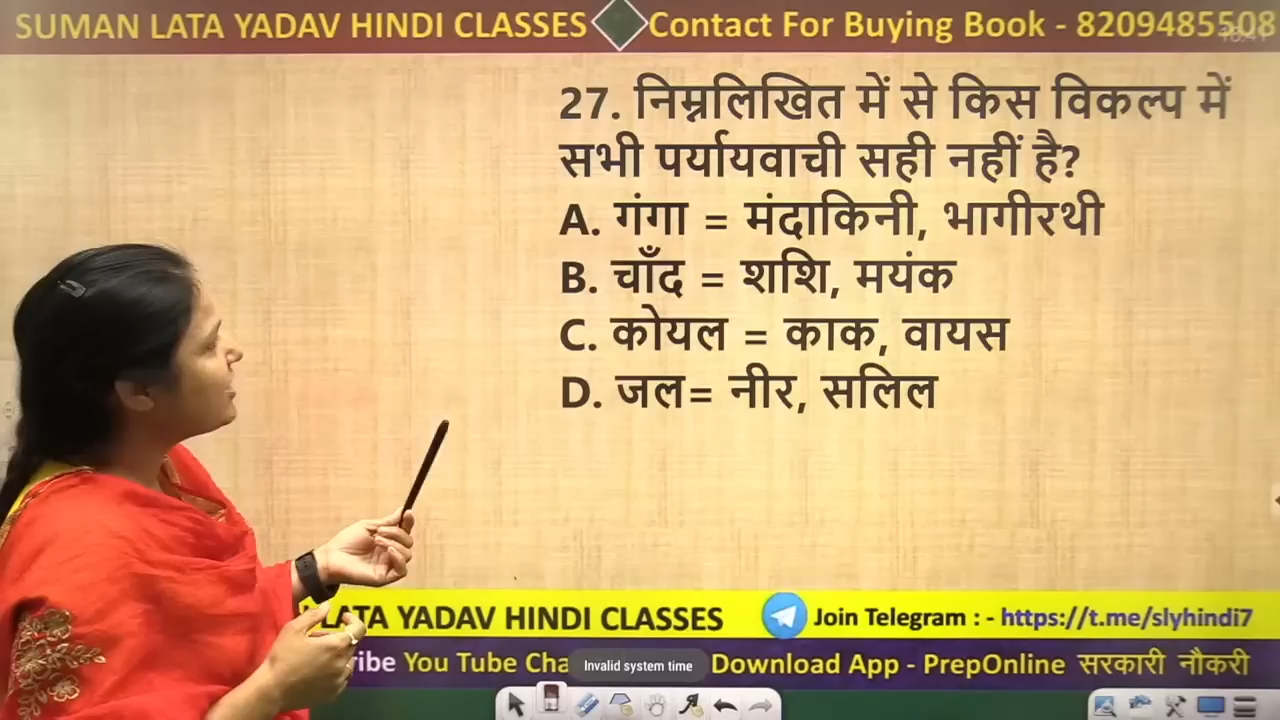 SUMAN LATA YADAV HINDI CLASSES Contact For Buying Book - 8209485508
27. निम्नलिखित में से किस विकल्प में
सभी पर्यायवाची सही नहीं है?
A. गंगा = मंदाकिनी, भागीरथी
B. चाँद = शशि, मयंक
C. कोयल = काक, वायस
D. जल= नीर, सलिल
LATA YADAV HINDI CLASSES Join Telegram : - https://t.me/slyhindi7
ribe You Tube Cha Invalid system time Download App - PrepOnline सरकारी नौकरी